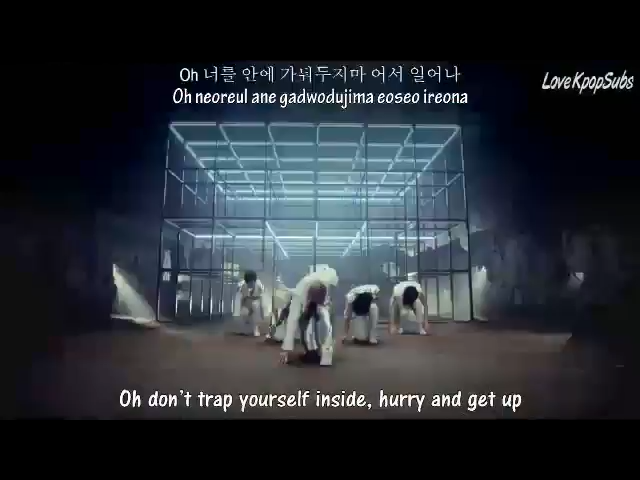 Oh 너를 안에 가둬두지마 어서 일어나
Oh neoreul ane gadwodujima eoseo ireona
LoveKpopSubs
Oh don't trap yourself inside, hurry and get up